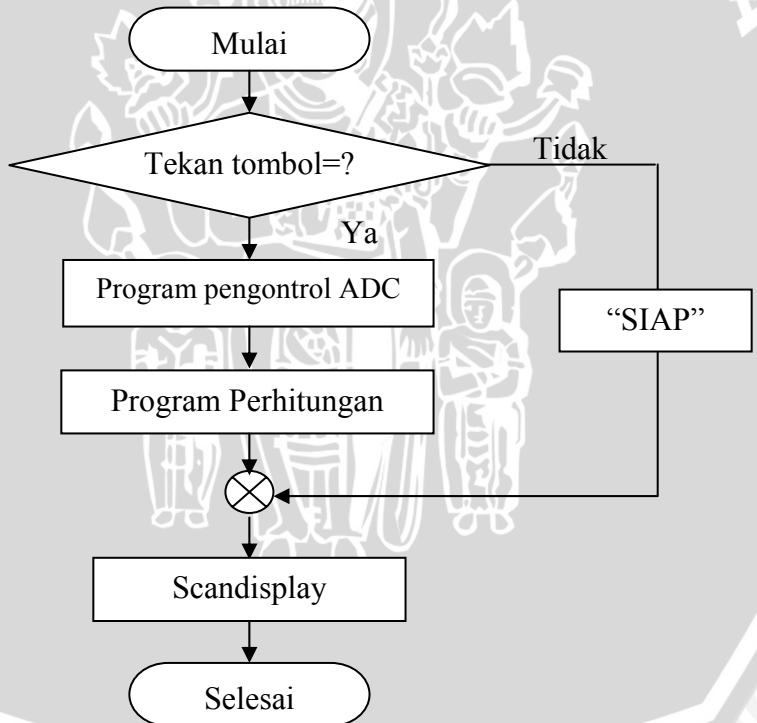 Mulai
Tekan tombol=?
Tidak
Ya
Program pengontrol ADC
“SIAP”
Program Perhitungan
Scandisplay
Selesai